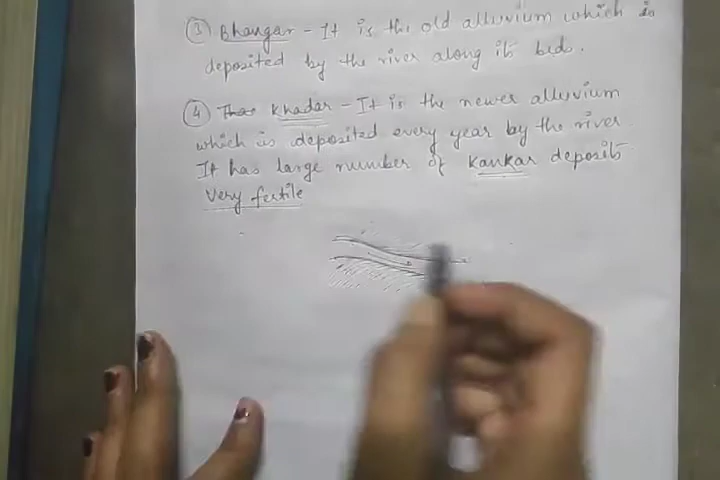 ③ Bhangar - It is the old alluvium which is
deposited by the river along its beds.
④ Khadar - It is the newer alluvium
which is deposited every year by the river
It has large number of Kankar deposits
Very fertile